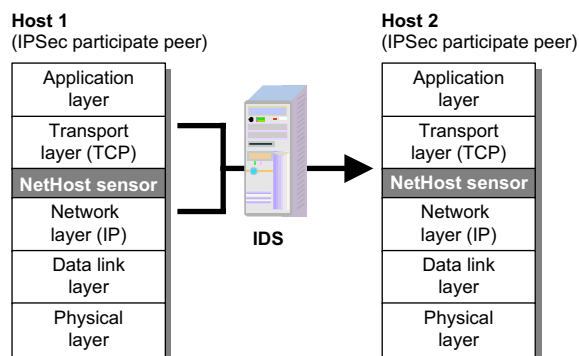 Host 1
(IPSec participate peer)
Application
layer
Transport
layer (TCP)
NetHost sensor
Network
layer (IP)
Data link
layer
Physical
layer
IDS
Host 2
(IPSec participate peer)
Application
layer
Transport
layer (TCP)
NetHost sensor
Network
layer (IP)
Data link
layer
Physical
layer